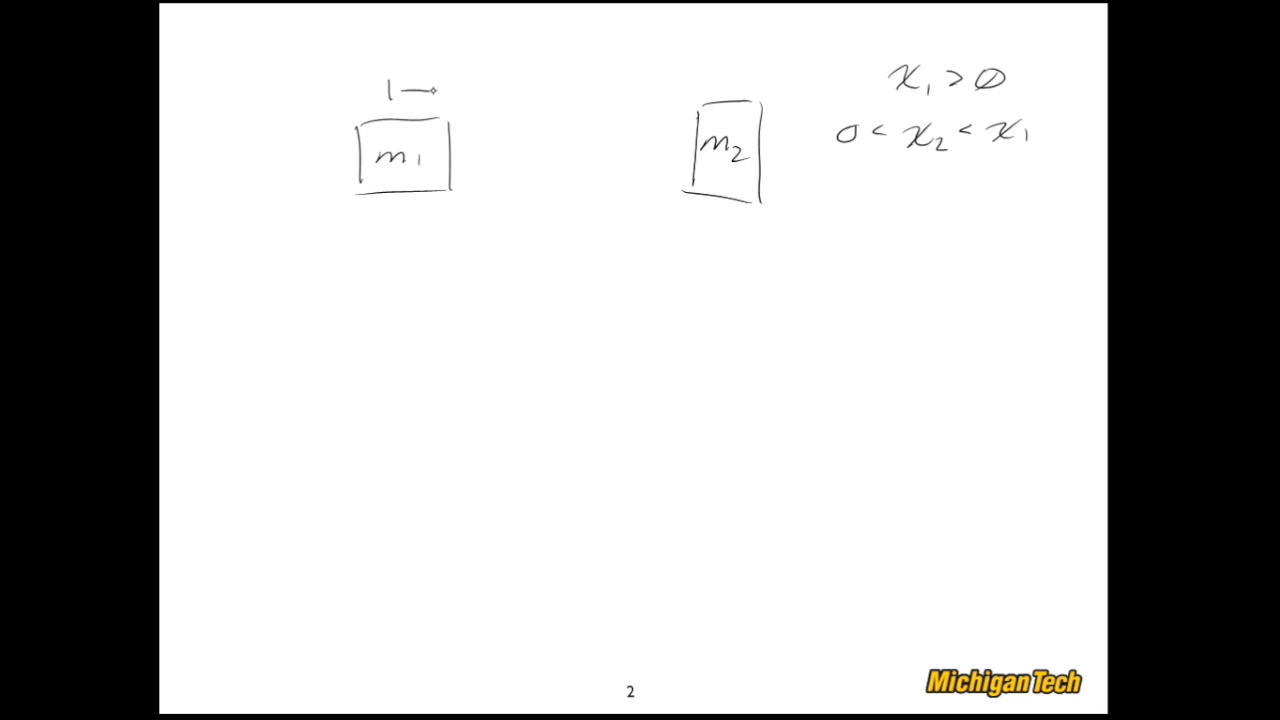 x₁ > 0
0 < x₂ < x₁
m₁
m₂
2
Michigan Tech